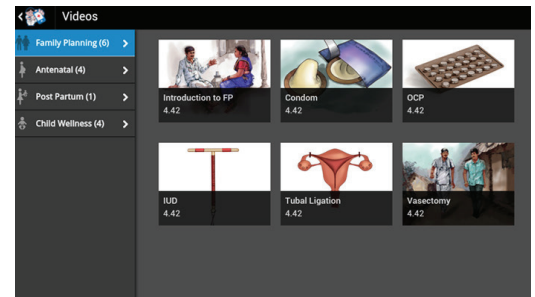 Videos
Family Planning (6)
Antenatal (4)
Post Partum (1)
Child Wellness (4)
Introduction to FP
4.42
Condom
4.42
OCP
4.42
IUD
4.42
Tubal Ligation
4.42
Vasectomy
4.42